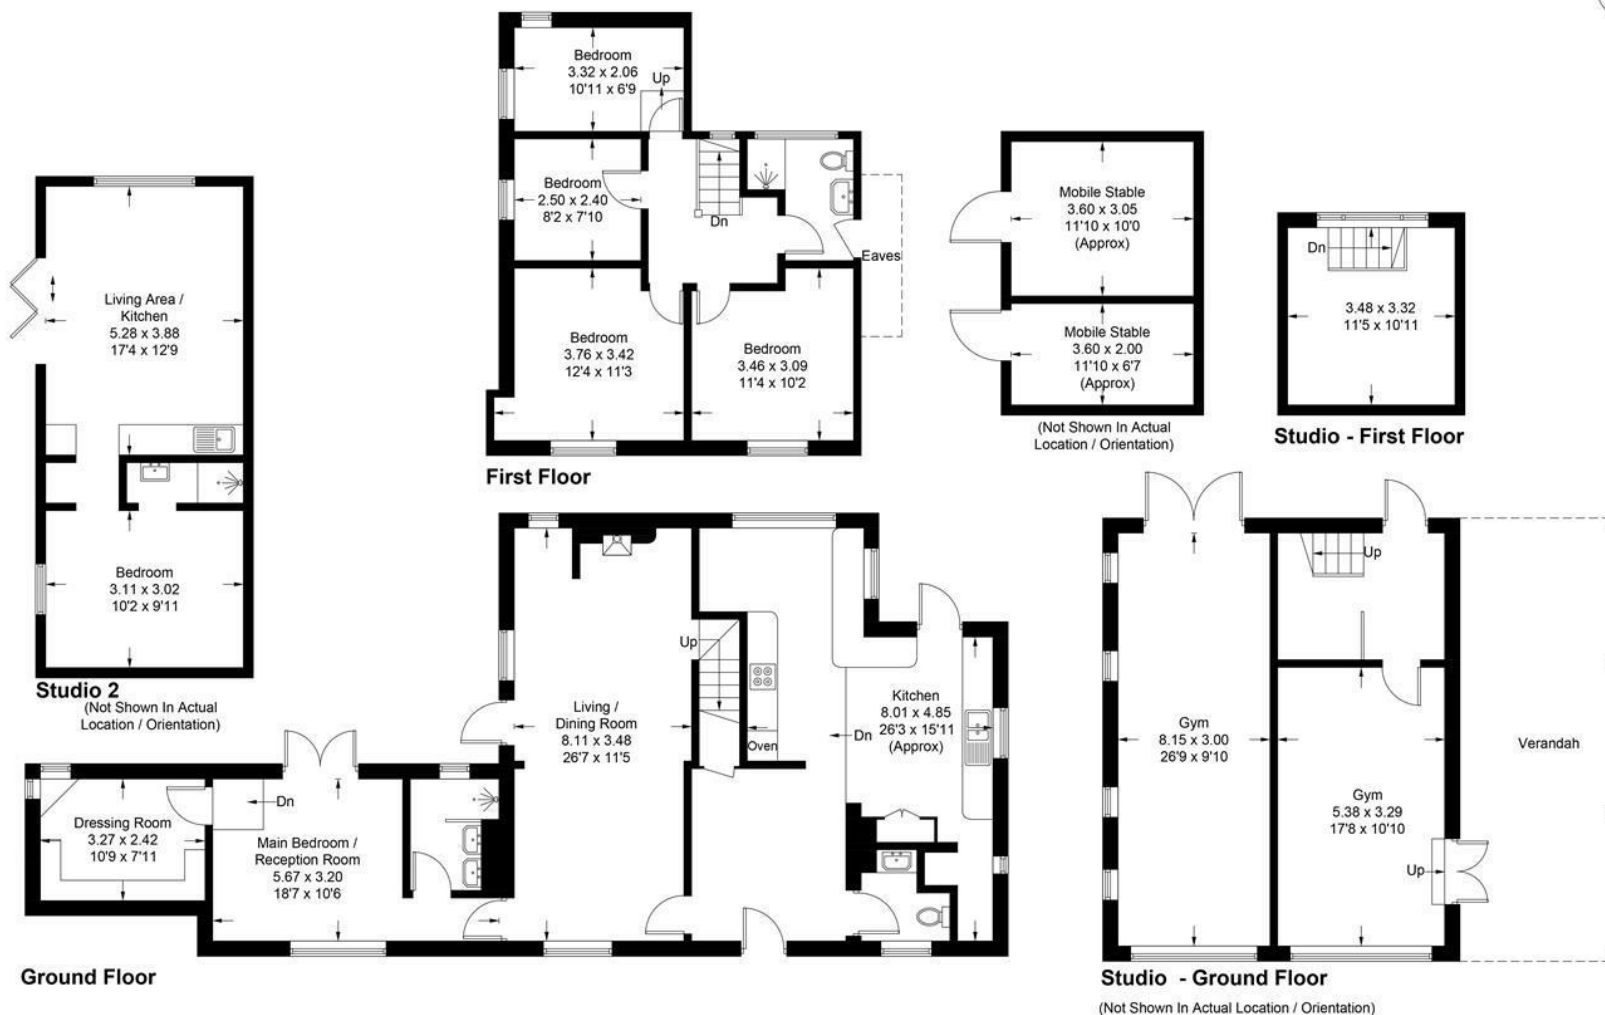 Bedroom
3.32 x 2.06
10'11 x 6'9
Up
Bedroom
2.50 x 2.40
8'2 x 7'10
Dn
Eaves
Bedroom
3.76 x 3.42
12'4 x 11'3
Bedroom
3.46 x 3.09
11'4 x 10'2
First Floor
Mobile Stable
3.60 x 3.05
11'10 x 10'0
(Approx)
Mobile Stable
3.60 x 2.00
11'10 x 6'7
(Approx)
(Not Shown In Actual
Location / Orientation)
Dn
3.48 x 3.32
11'5 x 10'11
Studio - First Floor
Living Area /
Kitchen
5.28 x 3.88
17'4 x 12'9
Bedroom
3.11 x 3.02
10'2 x 9'11
Studio 2
(Not Shown In Actual
Location / Orientation)
Dressing Room
3.27 x 2.42
10'9 x 7'11
Dn
Main Bedroom /
Reception Room
5.67 x 3.20
18'7 x 10'6
Living /
Dining Room
8.11 x 3.48
26'7 x 11'5
Up
Oven
Dn
Kitchen
8.01 x 4.85
26'3 x 15'11
(Approx)
Ground Floor
Gym
8.15 x 3.00
26'9 x 9'10
Up
Gym
5.38 x 3.29
17'8 x 10'10
Up
Verandah
Studio - Ground Floor
(Not Shown In Actual Location / Orientation)